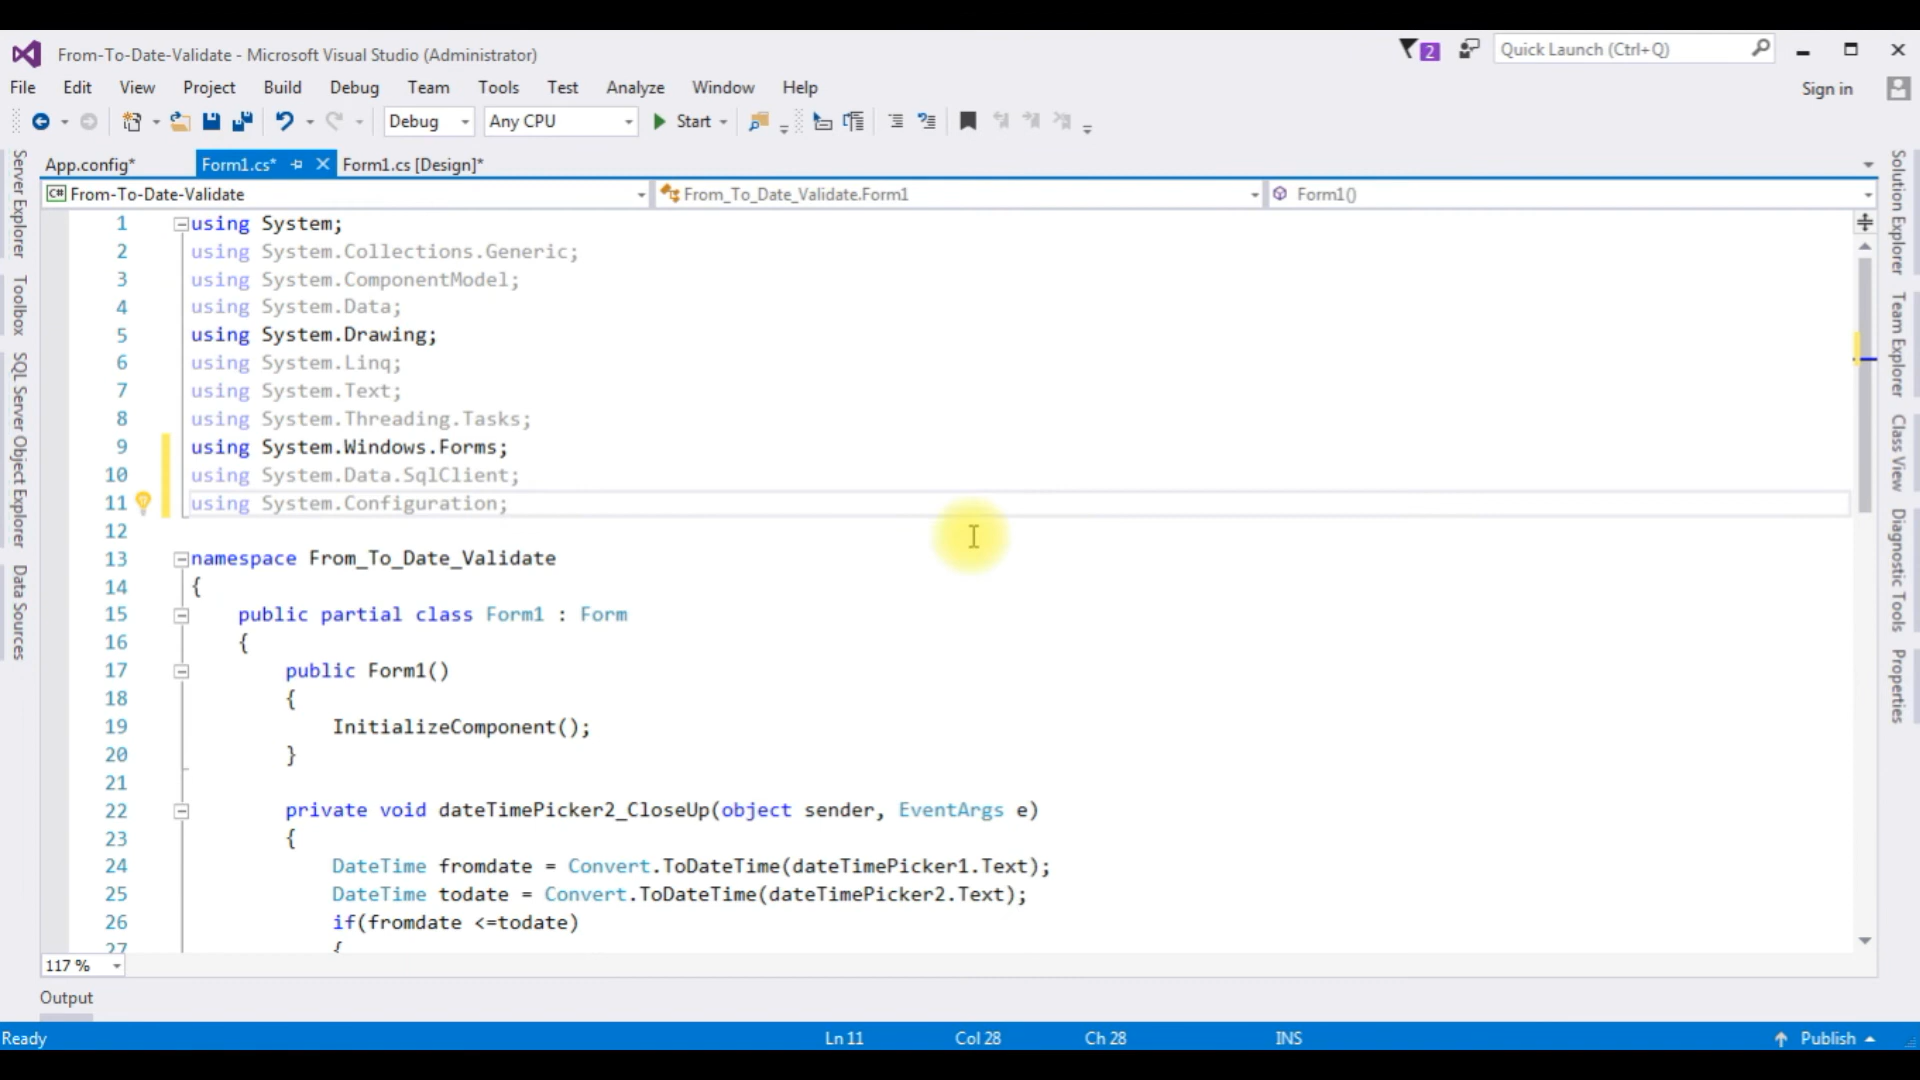 From-To-Date-Validate - Microsoft Visual Studio (Administrator)
2
Quick Launch (Ctrl+Q)
File Edit View Project Build Debug Team Tools Test Analyze Window Help
Sign in
Debug
Any CPU
Start
App.config*
Form1.cs*
Form1.cs [Design]*
C# From-To-Date-Validate
From_To_Date_Validate.Form1
Form1()
Server Explorer
Toolbox
SQL Server Object Explorer
Data Sources
1 using System;
2 using System.Collections.Generic;
3 using System.ComponentModel;
4 using System.Data;
5 using System.Drawing;
6 using System.Linq;
7 using System.Text;
8 using System.Threading.Tasks;
9 using System.Windows.Forms;
10 using System.Data.SqlClient;
11 using System.Configuration;
12
13 namespace From_To_Date_Validate
14 {
15 public partial class Form1 : Form
16 {
17 public Form1()
18 {
19 InitializeComponent();
20 }
21
22 private void dateTimePicker2_CloseUp(object sender, EventArgs e)
23 {
24 DateTime fromdate = Convert.ToDateTime(dateTimePicker1.Text);
25 DateTime todate = Convert.ToDateTime(dateTimePicker2.Text);
26 if(fromdate <=todate)
27 {
Solution Explorer
Team Explorer
Class View
Diagnostic Tools
Properties
117 %
Output
Ready
Ln 11
Col 28
Ch 28
INS
Publish